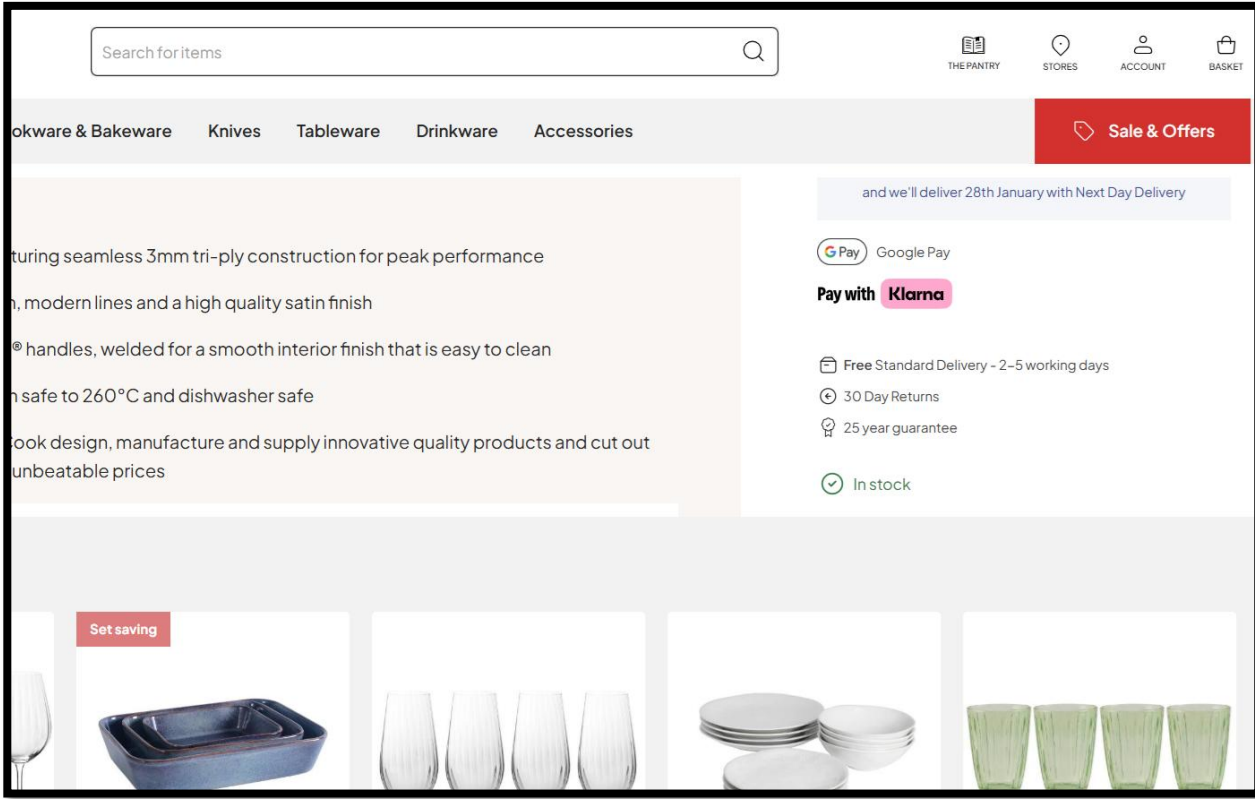 Search for items
THE PANTRY
STORES
ACCOUNT
BASKET
okware & Bakeware
Knives
Tableware
Drinkware
Accessories
Sale & Offers
turing seamless 3mm tri-ply construction for peak performance
, modern lines and a high quality satin finish
® handles, welded for a smooth interior finish that is easy to clean
safe to 260°C and dishwasher safe
ook design, manufacture and supply innovative quality products and cut out
unbeatable prices
and we'll deliver 28th January with Next Day Delivery
G Pay Google Pay
Pay with Klarna
Free Standard Delivery - 2–5 working days
30 Day Returns
25 year guarantee
In stock
Set saving